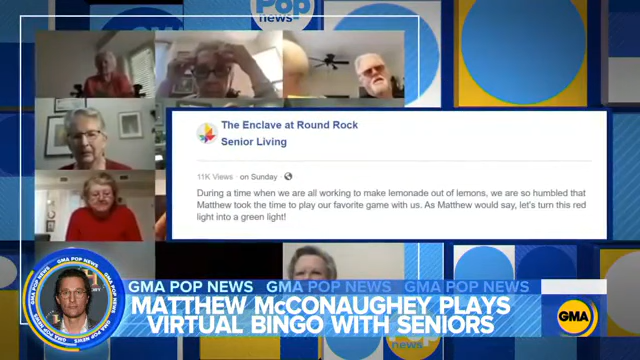 Pop
news
The Enclave at Round Rock
Senior Living
11K Views · on Sunday ·
During a time when we are all working to make lemonade out of lemons, we are so humbled that
Matthew took the time to play our favorite game with us. As Matthew would say, let's turn this red
light into a green light!
GMA POP NEWS
GMA POP NEWS GMA POP NEWS GMA POP NEWS
MATTHEW McCONAUGHEY PLAYS
VIRTUAL BINGO WITH SENIORS
GMA
news